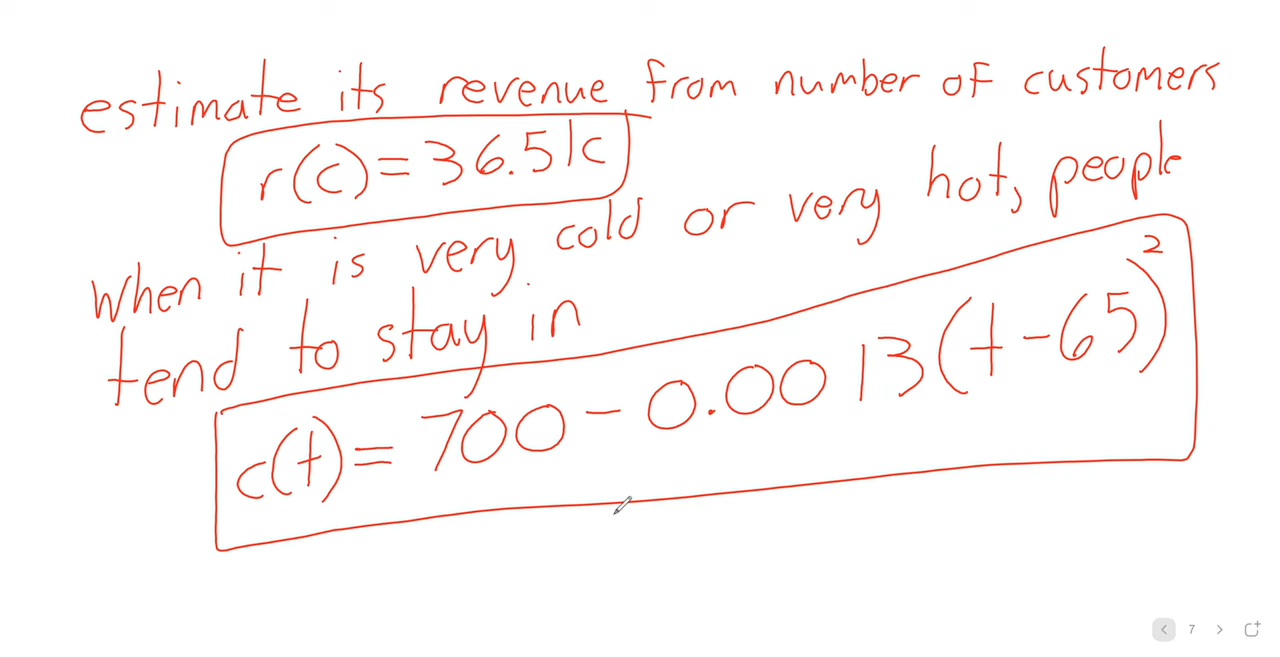 estimate its revenue from number of customers
r(c) = 36.51c
When it is very cold or very hot, people
tend to stay in
c(t) = 700 - 0.0013(t-65)²
7